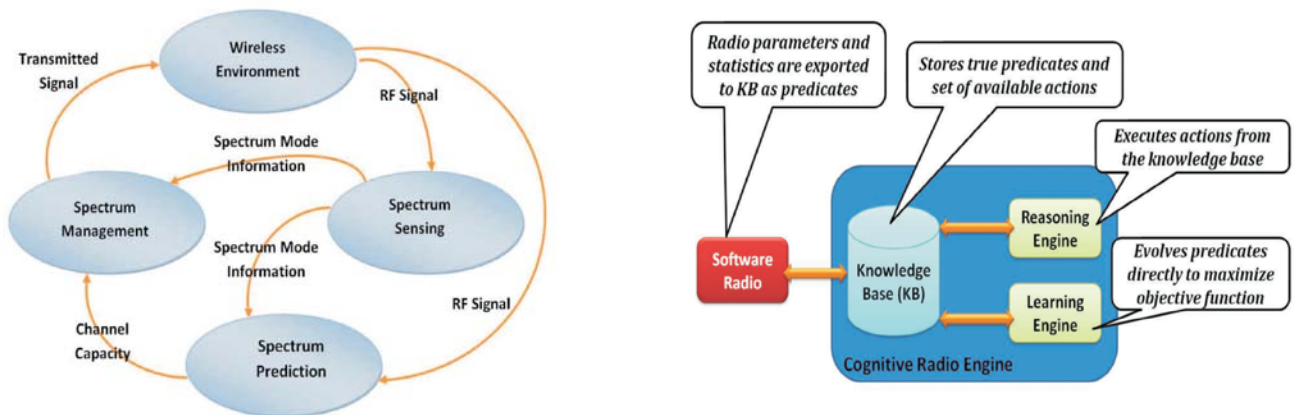 Wireless
Environment
Transmitted
Signal
RF Signal
Spectrum Mode
Information
Spectrum
Management
Spectrum
Sensing
Spectrum Mode
Information
RF Signal
Channel
Capacity
Spectrum
Prediction
Radio parameters and
statistics are exported
to KB as predicates
Stores true predicates and
set of available actions
Executes actions from
the knowledge base
Reasoning
Engine
Software
Radio
Knowledge
Base (KB)
Evolves predicates
directly to maximize
objective function
Learning
Engine
Cognitive Radio Engine